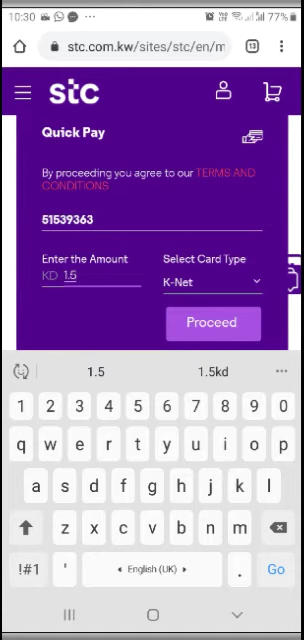 10:30
77%
stc.com.kw/sites/stc/en/m
13
stc
Quick Pay
By proceeding you agree to our TERMS AND
CONDITIONS
51539363
Enter the Amount
Select Card Type
KD 1.5
K-Net
Proceed
1.5
1.5kd
1 2 3 4 5 6 7 8 9 0
q w e r t y u i o p
a s d f g h j k l
z x c v b n m
!#1 ' English (UK) . Go